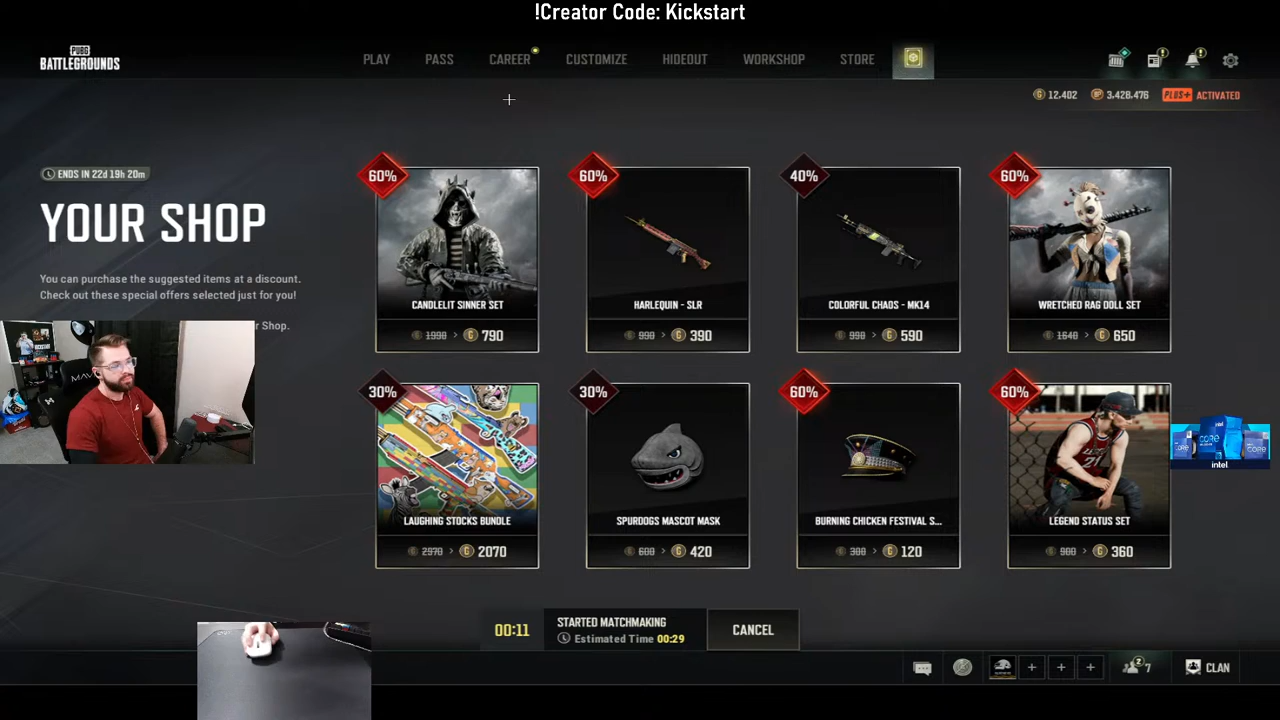 !Creator Code: Kickstart
PUBG
BATTLEGROUNDS
PLAY
PASS
CAREER
CUSTOMIZE
HIDEOUT
WORKSHOP
STORE
12,402
3,428,476
PLUS+ ACTIVATED
ENDS IN 22d 19h 20m
YOUR SHOP
You can purchase the suggested items at a discount.
Check out these special offers selected just for you!
Shop.
60%
CANDLELIT SINNER SET
1990 > G 790
60%
HARLEQUIN - SLR
990 > G 390
40%
COLORFUL CHAOS - MK14
990 > G 590
60%
WRETCHED RAG DOLL SET
1640 > G 650
30%
LAUGHING STOCKS BUNDLE
2970 > G 2070
30%
SPURDOGS MASCOT MASK
600 > G 420
60%
BURNING CHICKEN FESTIVAL S...
300 > G 120
60%
LEGEND STATUS SET
900 > G 360
21
CORE
intel
00:11
STARTED MATCHMAKING
Estimated Time 00:29
CANCEL
7
CLAN